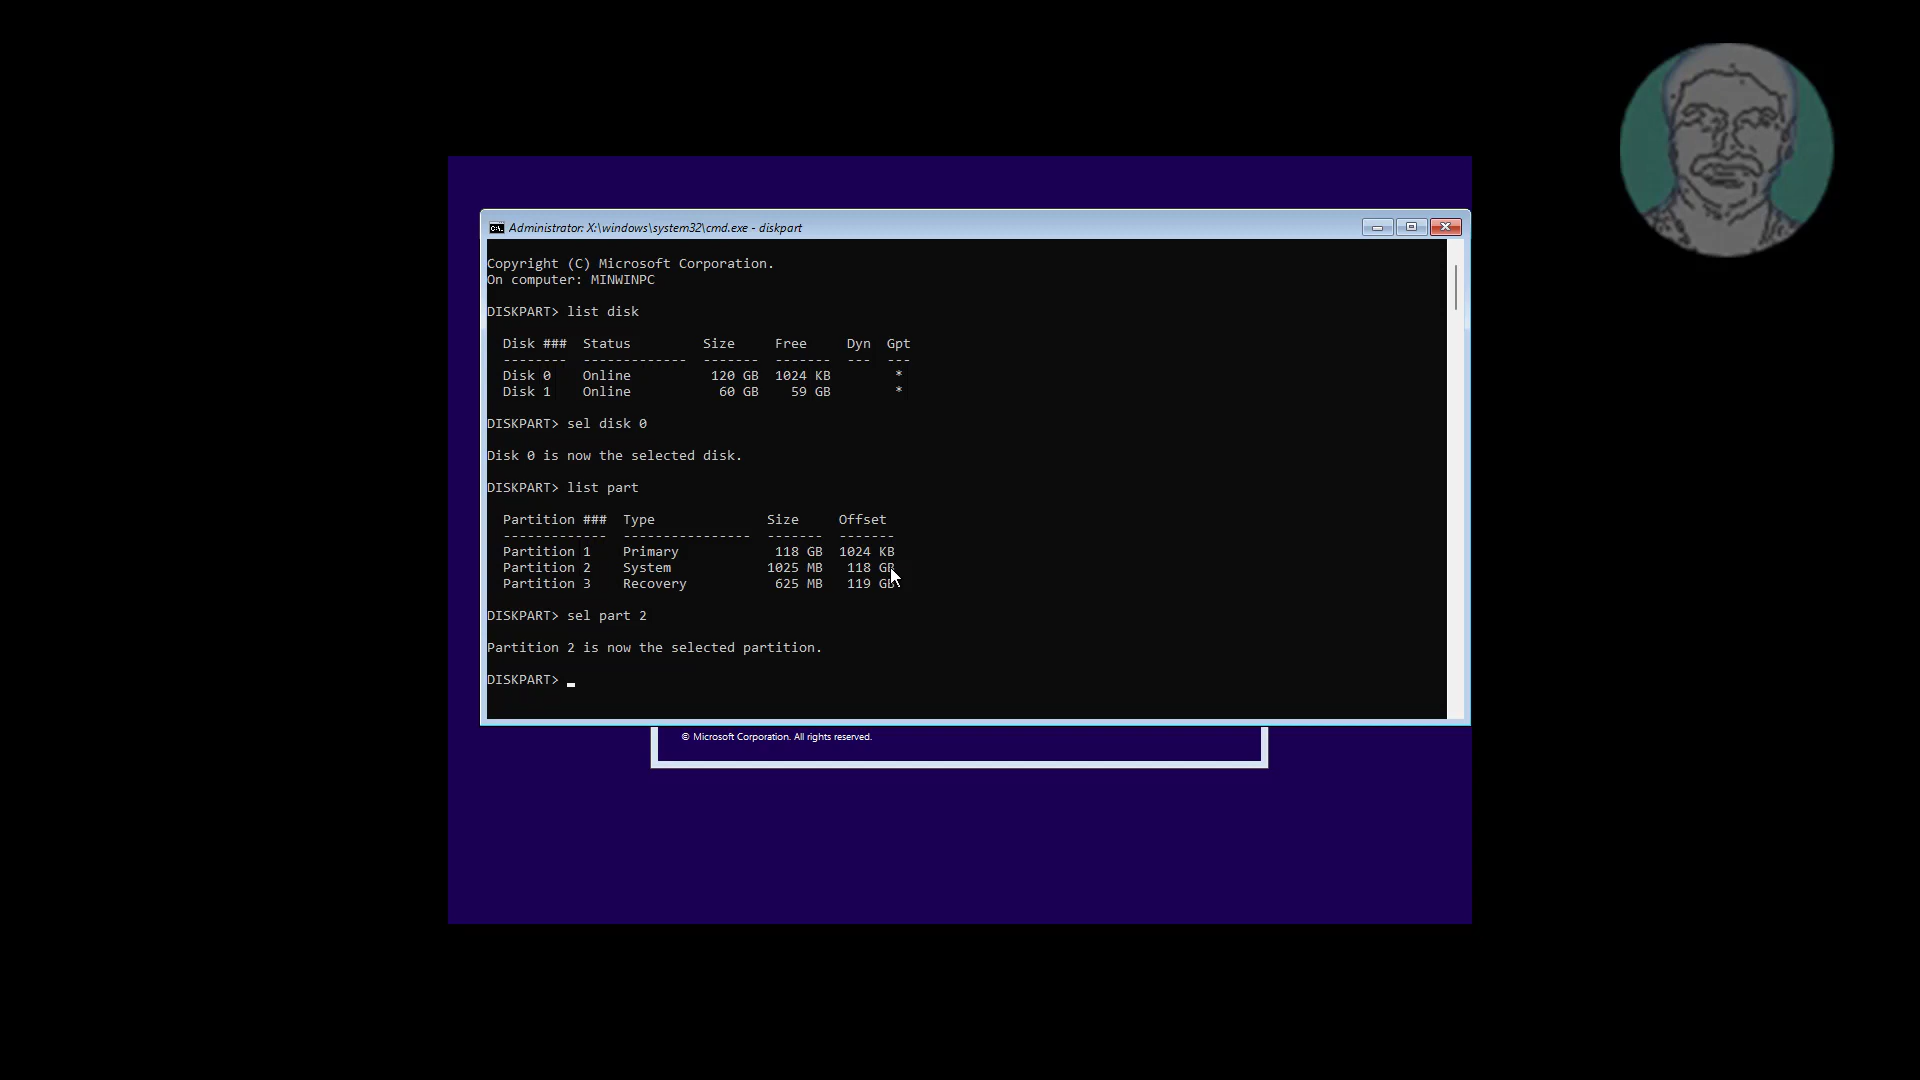 Administrator: X:\windows\system32\cmd.exe - diskpart
Copyright (C) Microsoft Corporation.
On computer: MINWINPC
DISKPART> list disk
Disk ###  Status         Size     Free     Dyn  Gpt
--------  -------------  -------  -------  ---  ---
Disk 0    Online          120 GB  1024 KB        *
Disk 1    Online           60 GB    59 GB        *
DISKPART> sel disk 0
Disk 0 is now the selected disk.
DISKPART> list part
Partition ###  Type              Size     Offset
-------------  ----------------  -------  -------
Partition 1    Primary            118 GB  1024 KB
Partition 2    System            1025 MB   118 GB
Partition 3    Recovery           625 MB   119 GB
DISKPART> sel part 2
Partition 2 is now the selected partition.
DISKPART>
© Microsoft Corporation. All rights reserved.